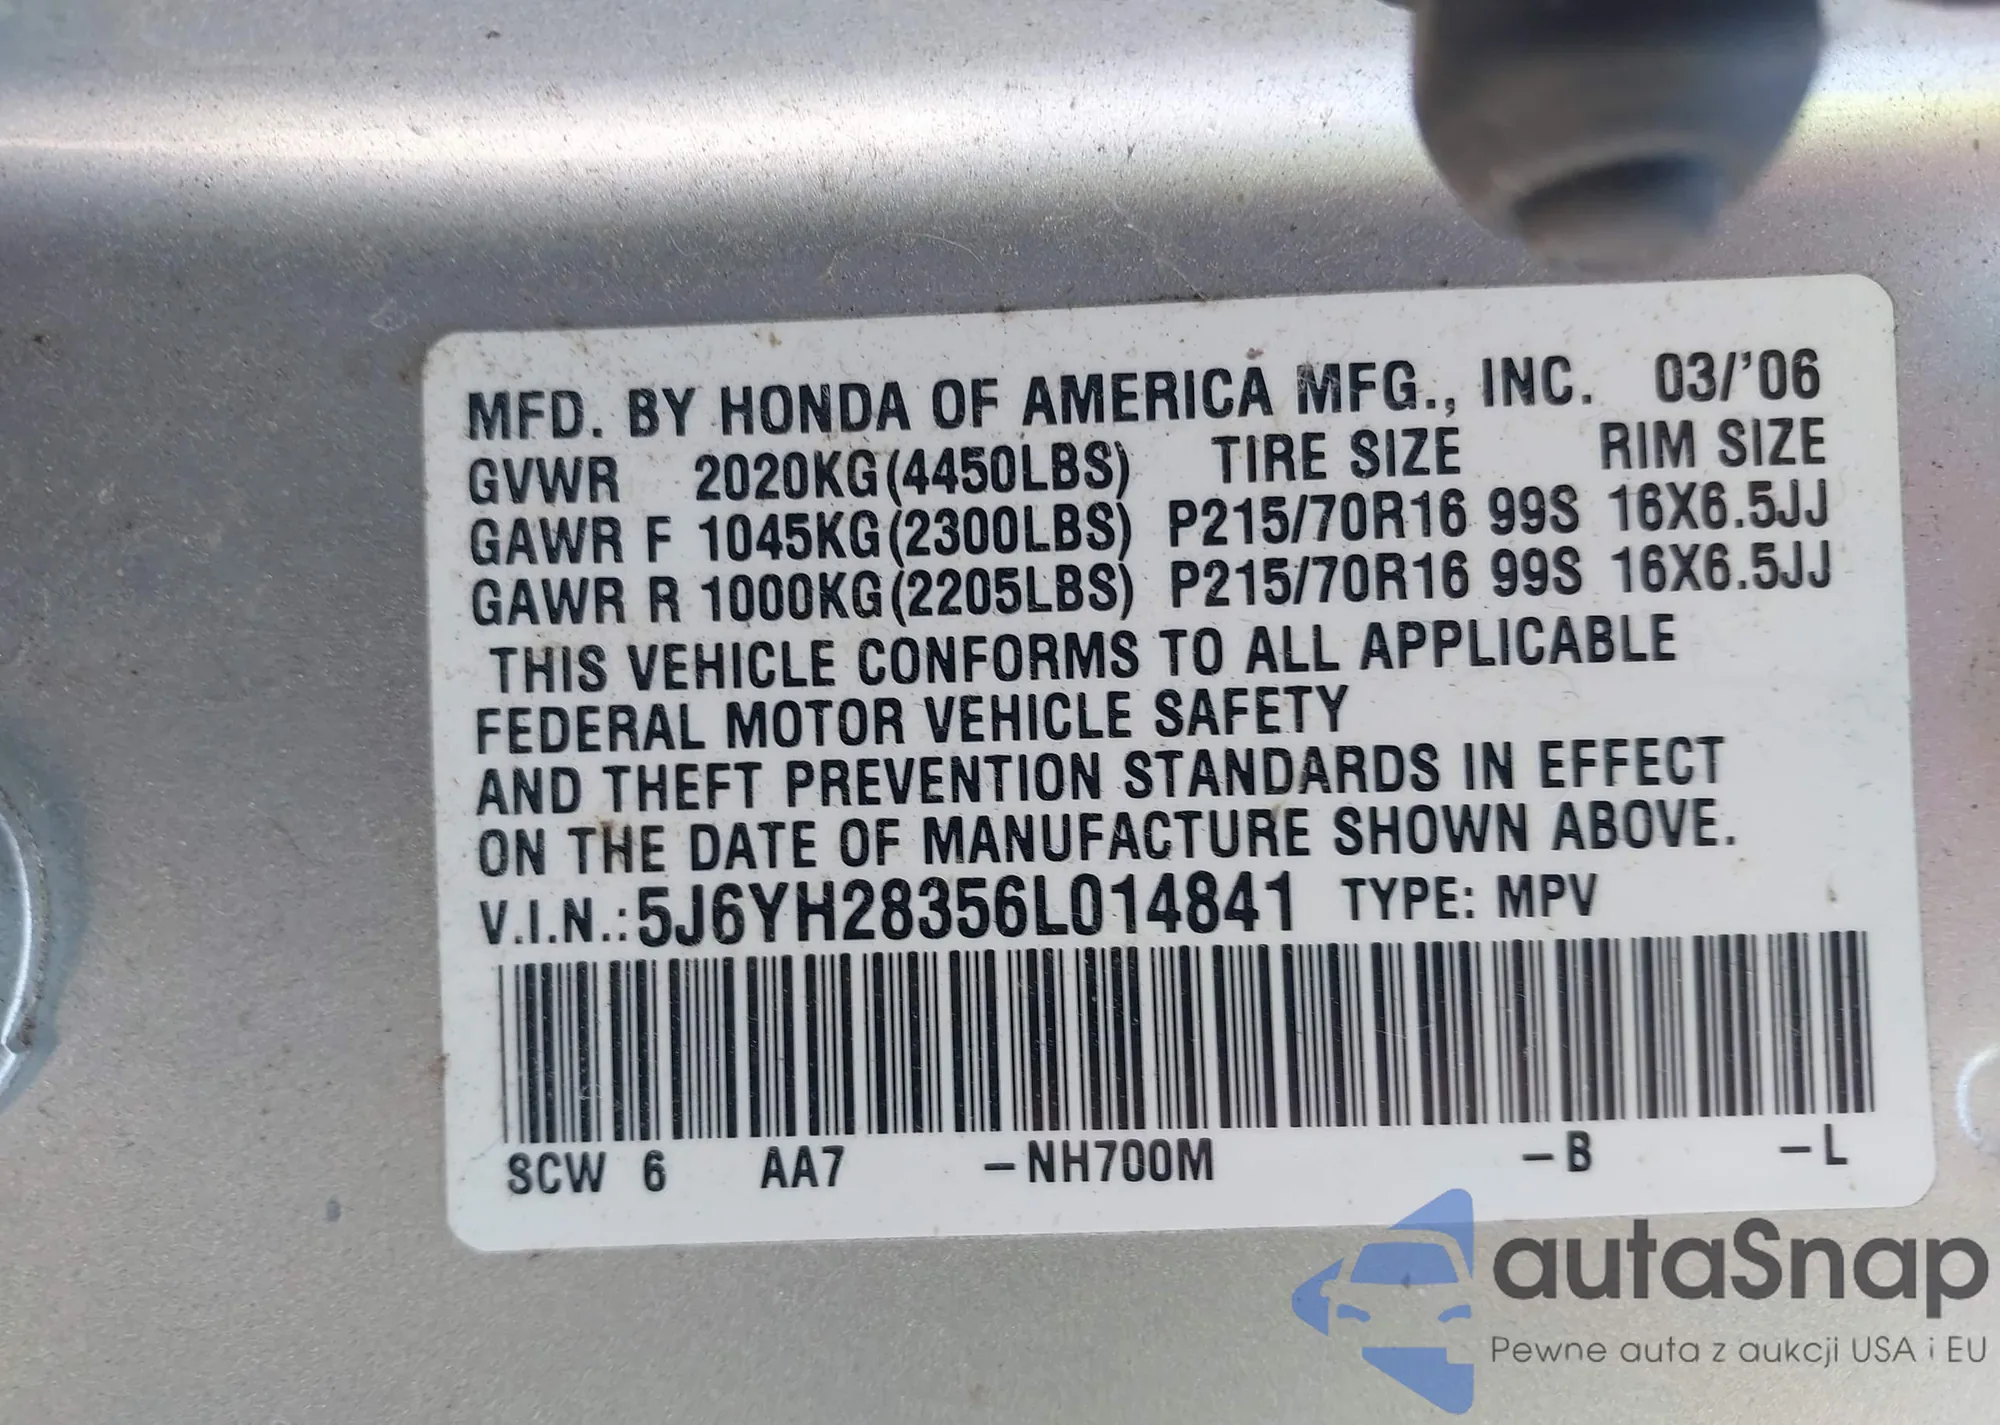 MFD. BY HONDA OF AMERICA MFG., INC. 03/'06
GVWR 2020KG(4450LBS) TIRE SIZE RIM SIZE
GAWR F 1045KG(2300LBS) P215/70R16 99S 16X6.5JJ
GAWR R 1000KG(2205LBS) P215/70R16 99S 16X6.5JJ
THIS VEHICLE CONFORMS TO ALL APPLICABLE
FEDERAL MOTOR VEHICLE SAFETY
AND THEFT PREVENTION STANDARDS IN EFFECT
ON THE DATE OF MANUFACTURE SHOWN ABOVE.
V.I.N.:5J6YH28356L014841 TYPE: MPV
SCW 6 AA7 –NH700M –B –L
autaSnap
Pewne auta z aukcji USA i EU